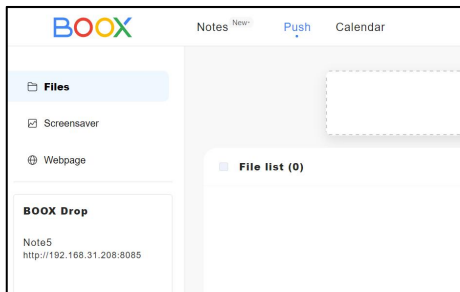 BOOX
Notes New·
Push
Calendar
Files
Screensaver
Webpage
File list (0)
BOOX Drop
Note5
http://192.168.31.208:8085